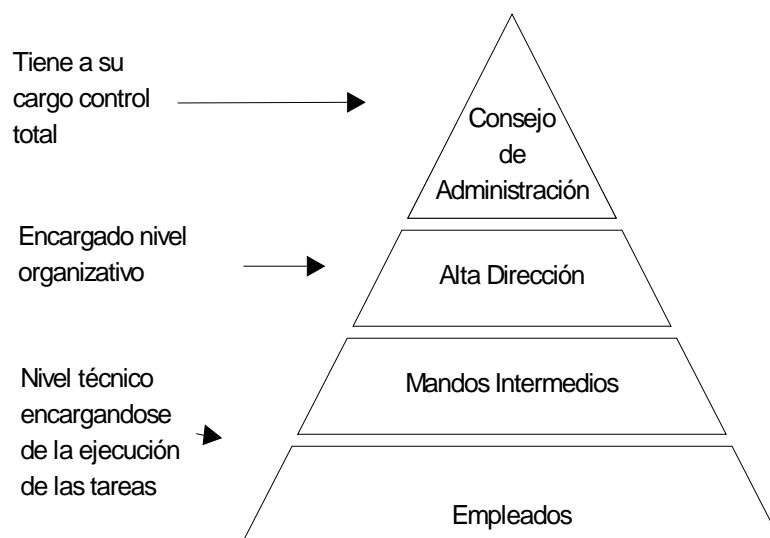 Tiene a su
cargo control
total
Consejo
de
Administración
Encargado nivel
organizativo
Alta Dirección
Nivel técnico
encargandose
de la ejecución
de las tareas
Mandos Intermedios
Empleados